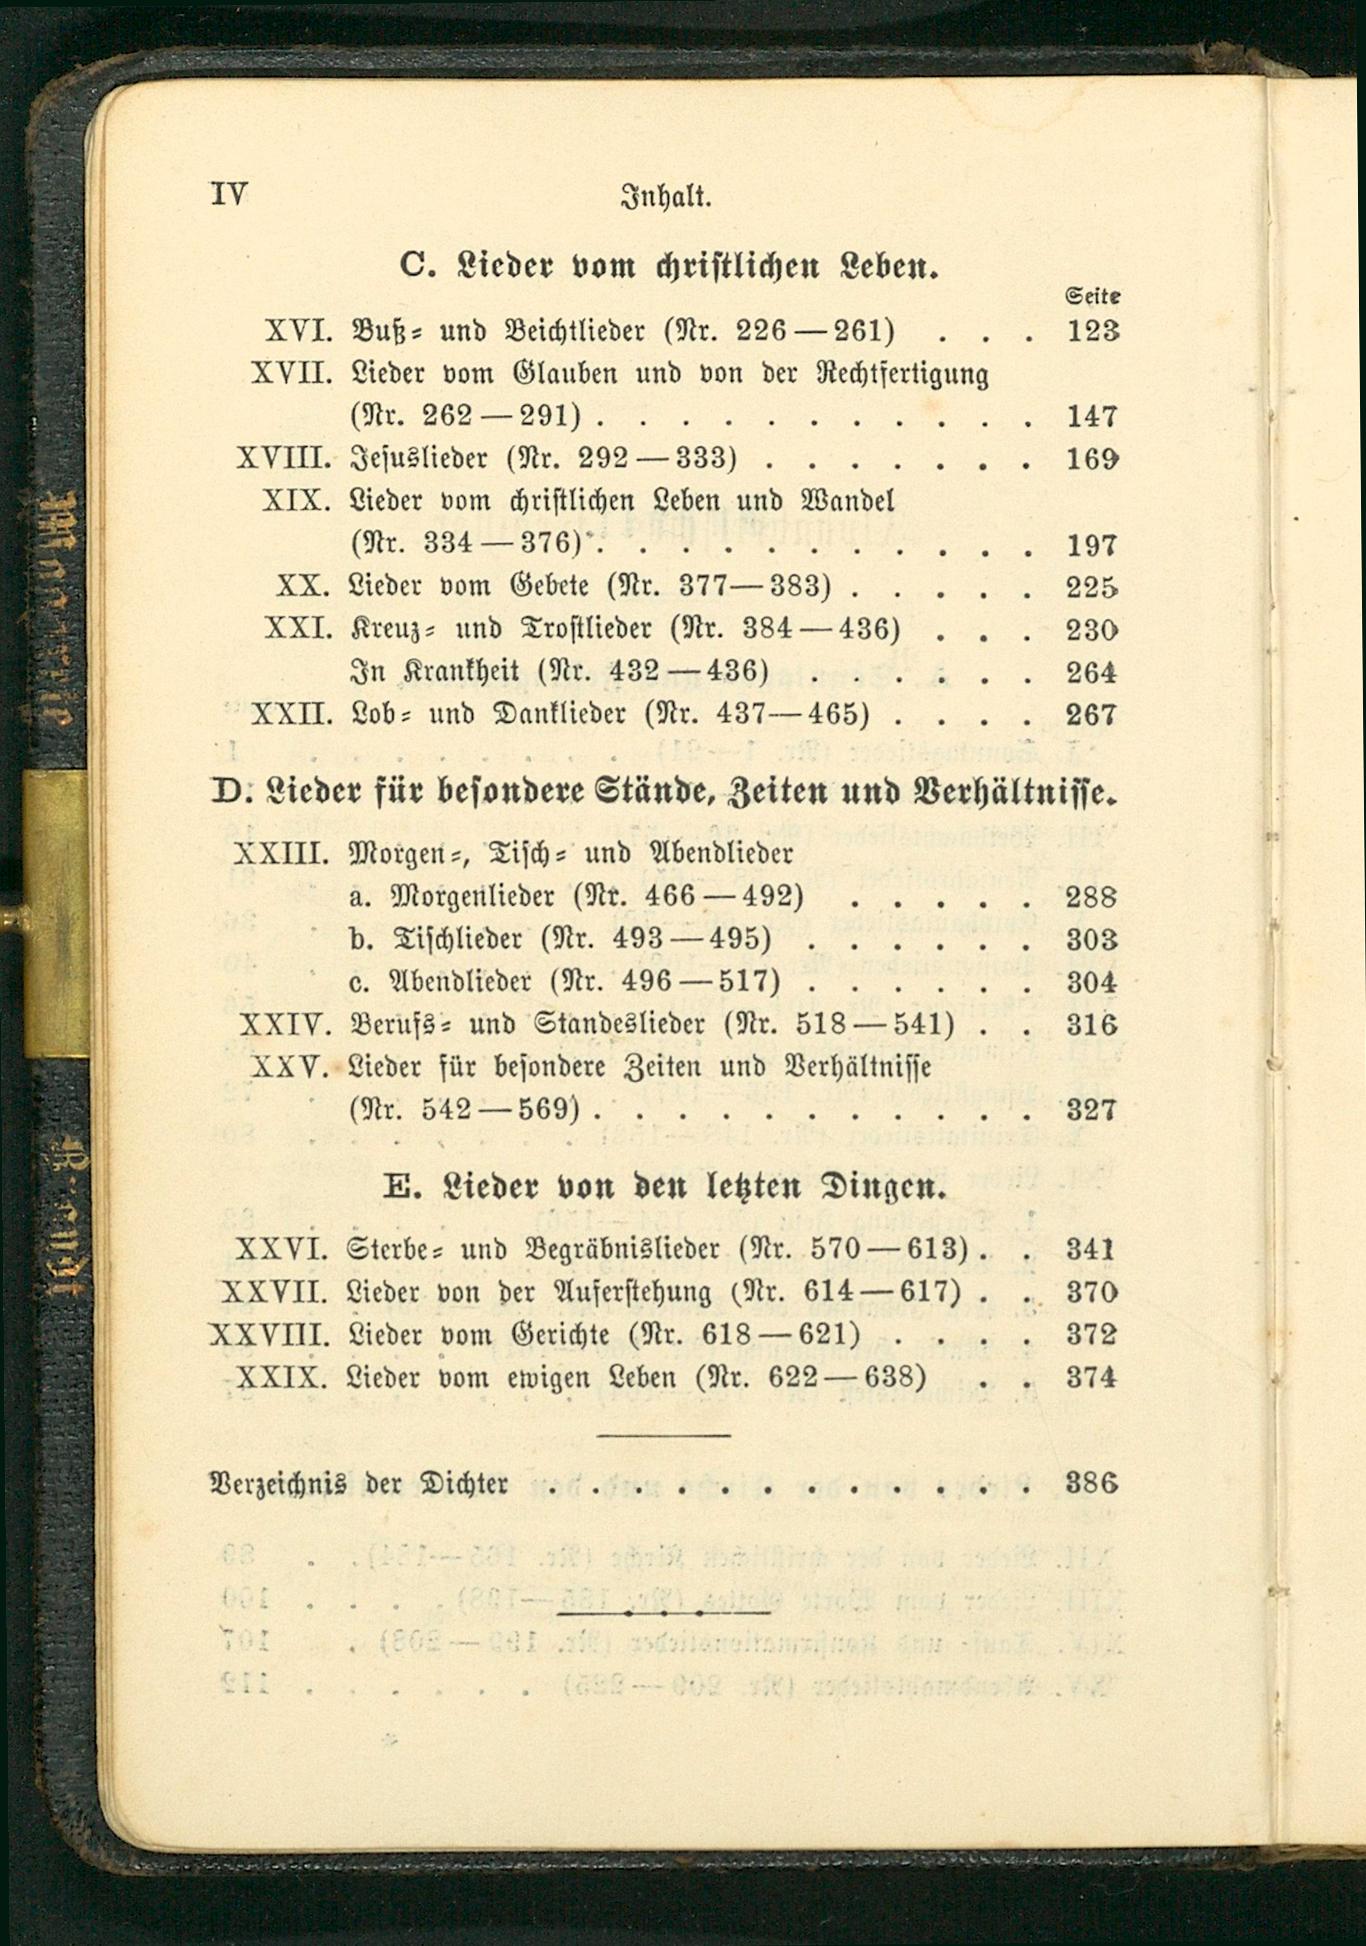 IV Inhalt.
C. Lieder vom christlichen Leben.
Seite
XVI. Buß- und Beichtlieder (Nr. 226—261) . . . 123
XVII. Lieder vom Glauben und von der Rechtfertigung
(Nr. 262—291) . . . . . . . . . . . 147
XVIII. Jesuslieder (Nr. 292—333) . . . . . . . 169
XIX. Lieder vom christlichen Leben und Wandel
(Nr. 334—376) . . . . . . . . . . . 197
XX. Lieder vom Gebete (Nr. 377—383) . . . . . 225
XXI. Kreuz- und Trostlieder (Nr. 384—436) . . . 230
In Krankheit (Nr. 432—436) . . . . . . 264
XXII. Lob- und Danklieder (Nr. 437—465) . . . . 267
D. Lieder für besondere Stände, Zeiten und Verhältnisse.
XXIII. Morgen-, Tisch- und Abendlieder
a. Morgenlieder (Nr. 466—492) . . . . . 288
b. Tischlieder (Nr. 493—495) . . . . . . 303
c. Abendlieder (Nr. 496—517) . . . . . . 304
XXIV. Berufs- und Standeslieder (Nr. 518—541) . . 316
XXV. Lieder für besondere Zeiten und Verhältnisse
(Nr. 542—569) . . . . . . . . . . . 327
E. Lieder von den letzten Dingen.
XXVI. Sterbe- und Begräbnislieder (Nr. 570—613) . . 341
XXVII. Lieder von der Auferstehung (Nr. 614—617) . . 370
XXVIII. Lieder vom Gerichte (Nr. 618—621) . . . . 372
XXIX. Lieder vom ewigen Leben (Nr. 622—638) . . 374
Verzeichnis der Dichter . . . . . . . . . . . . 386